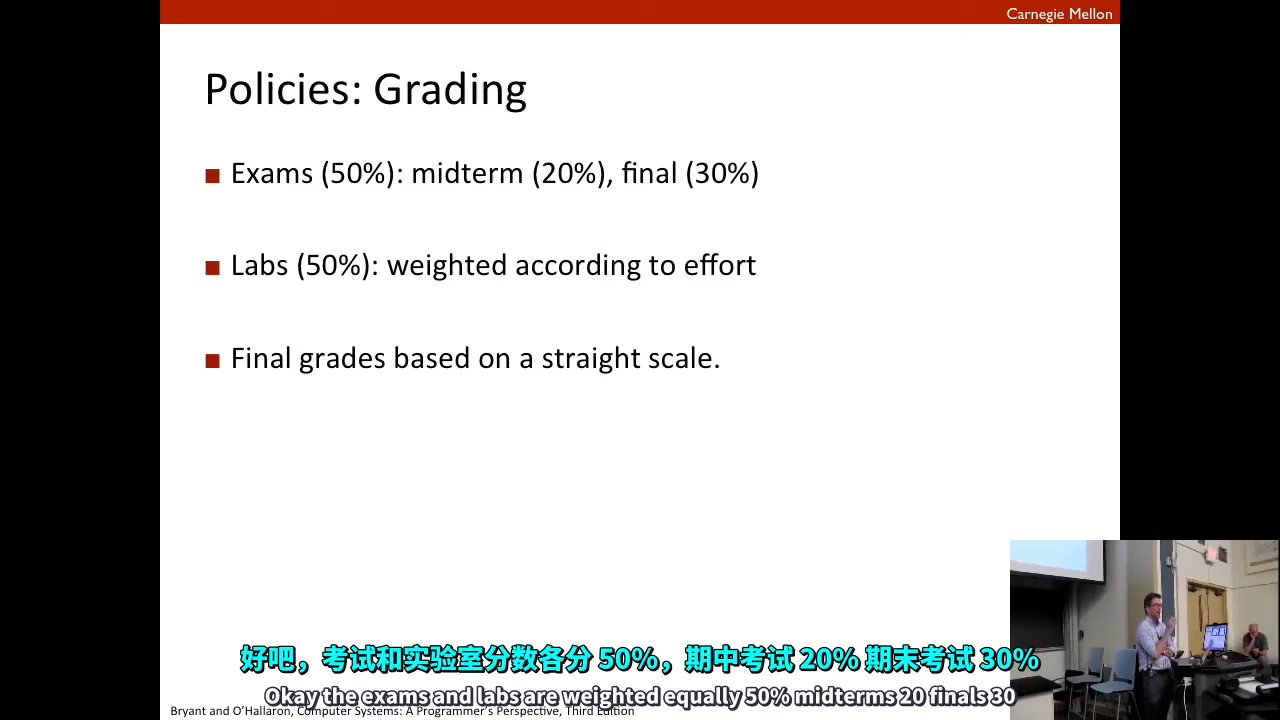 Carnegie Mellon
Policies: Grading
Exams (50%): midterm (20%), final (30%)
Labs (50%): weighted according to effort
Final grades based on a straight scale.
好吧，考试和实验室分数各分 50%，期中考试 20% 期末考试 30%
Okay the exams and labs are weighted equally 50% midterms 20 finals 30
Bryant and O'Hallaron, Computer Systems: A Programmer's Perspective, Third Edition